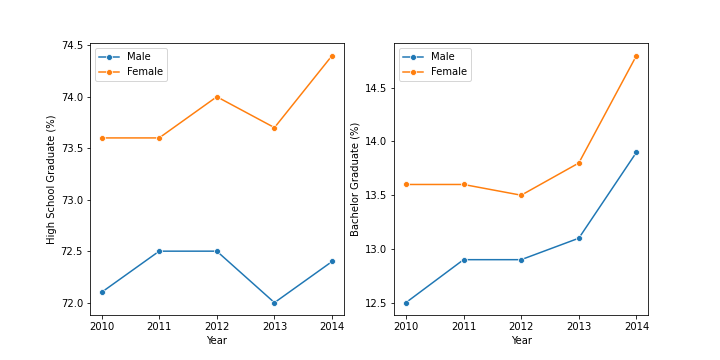 74.5
74.0
73.5
73.0
72.5
72.0
High School Graduate (%)
Male
Female
2010 2011 2012 2013 2014
Year
14.5
14.0
13.5
13.0
12.5
Bachelor Graduate (%)
Male
Female
2010 2011 2012 2013 2014
Year